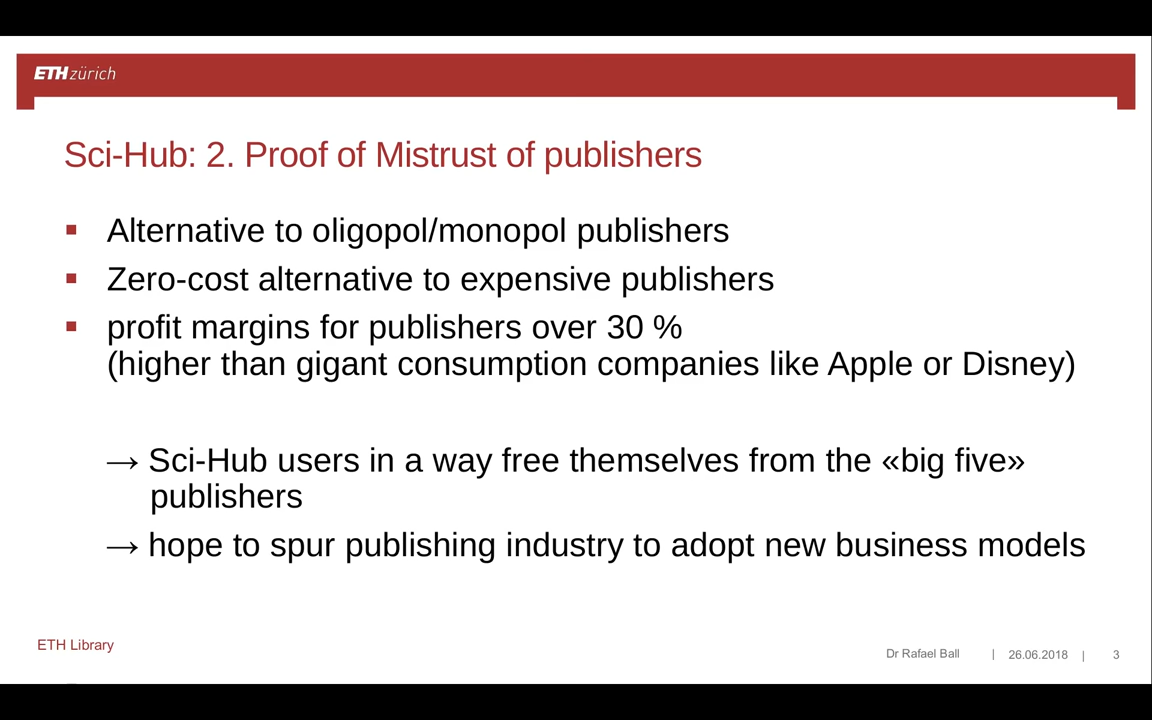 ETH zürich
Sci-Hub: 2. Proof of Mistrust of publishers
▪ Alternative to oligopol/monopol publishers
▪ Zero-cost alternative to expensive publishers
▪ profit margins for publishers over 30 %
(higher than gigant consumption companies like Apple or Disney)
→ Sci-Hub users in a way free themselves from the «big five»
publishers
→ hope to spur publishing industry to adopt new business models
ETH Library
Dr Rafael Ball | 26.06.2018 | 3